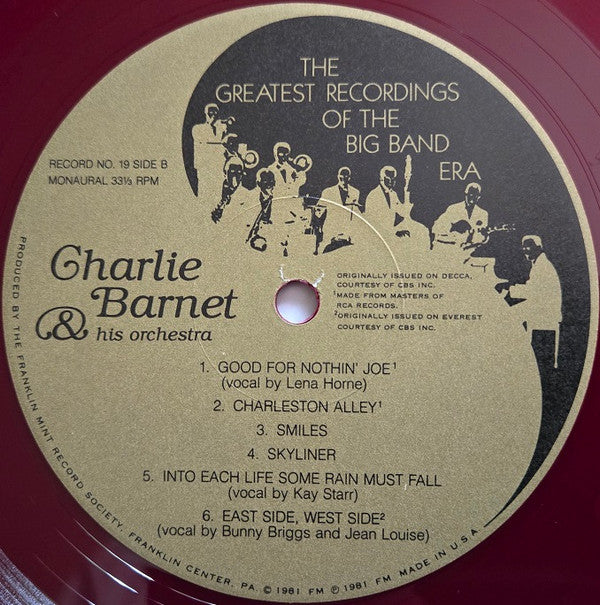 THE
GREATEST RECORDINGS
OF THE
BIG BAND
ERA
RECORD NO. 19 SIDE B
MONAURAL 33⅓ RPM
Charlie
Barnet
& his orchestra
ORIGINALLY ISSUED ON DECCA,
COURTESY OF CBS INC.
¹MADE FROM MASTERS OF
RCA RECORDS.
²ORIGINALLY ISSUED ON EVEREST
COURTESY OF CBS INC.
1. GOOD FOR NOTHIN' JOE¹
(vocal by Lena Horne)
2. CHARLESTON ALLEY¹
3. SMILES
4. SKYLINER
5. INTO EACH LIFE SOME RAIN MUST FALL
(vocal by Kay Starr)
6. EAST SIDE, WEST SIDE²
(vocal by Bunny Briggs and Jean Louise)
PRODUCED BY THE FRANKLIN MINT RECORD SOCIETY, FRANKLIN CENTER, PA. © 1981 FM ℗ 1981 FM MADE IN U.S.A.